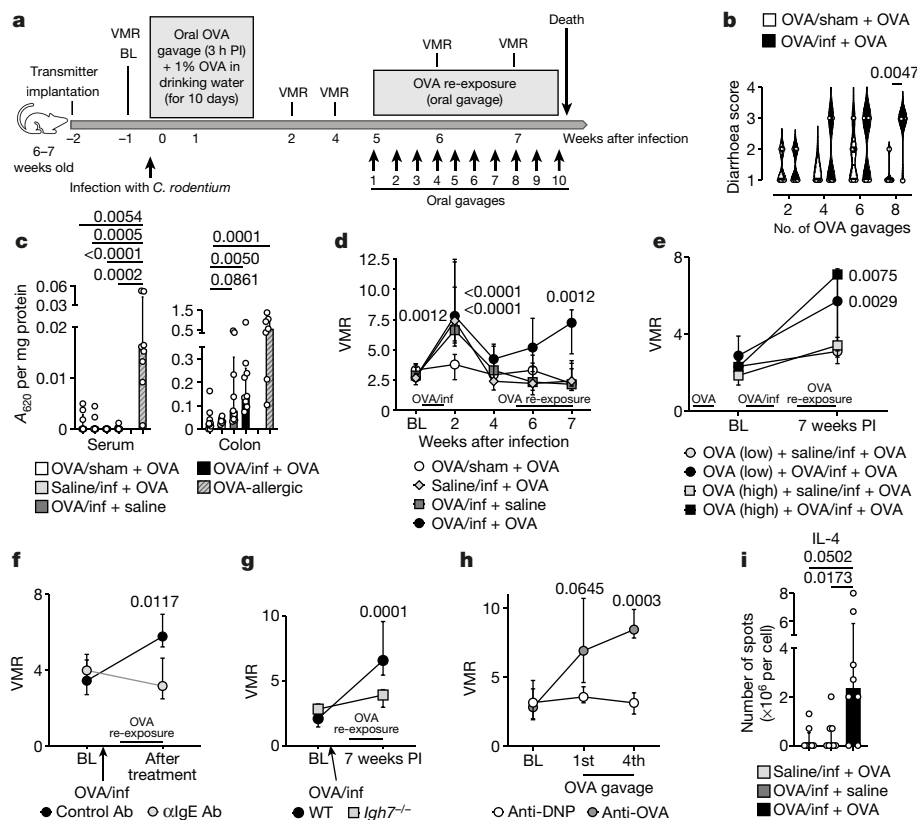 a
Transmitter
implantation
VMR
BL
Oral OVA
gavage (3 h PI)
+ 1% OVA in
drinking water
(for 10 days)
VMR
VMR
VMR
VMR
OVA re-exposure
(oral gavage)
Death
–2
–1
0
1
2
4
5
6
7
Weeks after infection
6–7
weeks old
Infection with C. rodentium
1 2 3 4 5 6 7 8 9 10
Oral gavages
b
OVA/sham + OVA
OVA/inf + OVA
0.0047
Diarrhoea score
4
3
2
1
2 4 6 8
No. of OVA gavages
c
0.0054
0.0005
<0.0001
0.0002
A620 per mg protein
0.06
0.03
0.02
0.01
0
Serum
0.0001
0.0050
0.0861
1.5
0.5
0.3
0.2
0.1
0
Colon
OVA/sham + OVA
Saline/inf + OVA
OVA/inf + saline
OVA/inf + OVA
OVA-allergic
d
VMR
12.5
10.0
7.5
5.0
2.5
0
0.0012
<0.0001
<0.0001
0.0012
OVA/inf
OVA
re-exposure
BL 2 4 6 7
Weeks after infection
OVA/sham + OVA
Saline/inf + OVA
OVA/inf + saline
OVA/inf + OVA
e
VMR
8
4
0
0.0075
0.0029
OVA
OVA/inf
OVA
re-exposure
BL
7 weeks PI
OVA (low) + saline/inf + OVA
OVA (low) + OVA/inf + OVA
OVA (high) + saline/inf + OVA
OVA (high) + OVA/inf + OVA
f
VMR
8
4
0
0.0117
OVA
re-exposure
BL
After
treatment
OVA/inf
Control Ab
αIgE Ab
g
VMR
10
5
0
0.0001
OVA
re-exposure
BL
7 weeks PI
OVA/inf
WT
Igh7–/–
h
VMR
10
5
0
0.0645
0.0003
BL
1st
4th
OVA gavage
Anti-DNP
Anti-OVA
i
IL-4
0.0502
0.0173
Number of spots
(×10⁶ per cell)
8
6
4
2
0
Saline/inf + OVA
OVA/inf + saline
OVA/inf + OVA